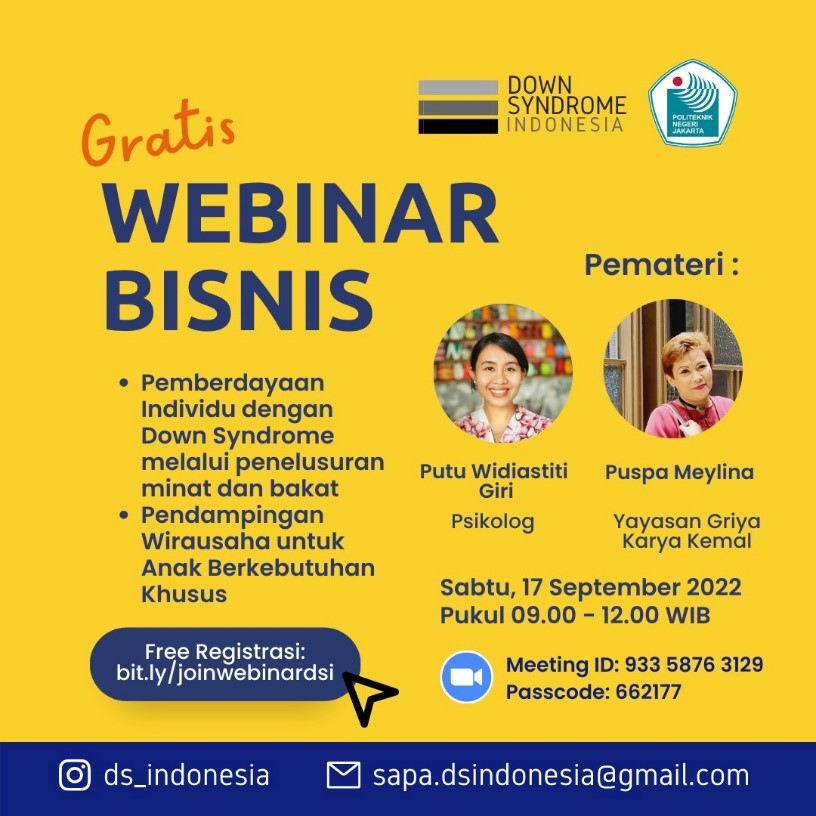 DOWN
SYNDROME
INDONESIA
POLITEKNIK
NEGERI
JAKARTA
Gratis
WEBINAR
BISNIS
Pemateri :
• Pemberdayaan
Individu dengan
Down Syndrome
melalui penelusuran
minat dan bakat
• Pendampingan
Wirausaha untuk
Anak Berkebutuhan
Khusus
Putu Widiastiti
Giri
Psikolog
Puspa Meylina
Yayasan Griya
Karya Kemal
Sabtu, 17 September 2022
Pukul 09.00 - 12.00 WIB
Free Registrasi:
bit.ly/joinwebinardsi
Meeting ID: 933 5876 3129
Passcode: 662177
ds_indonesia
sapa.dsindonesia@gmail.com